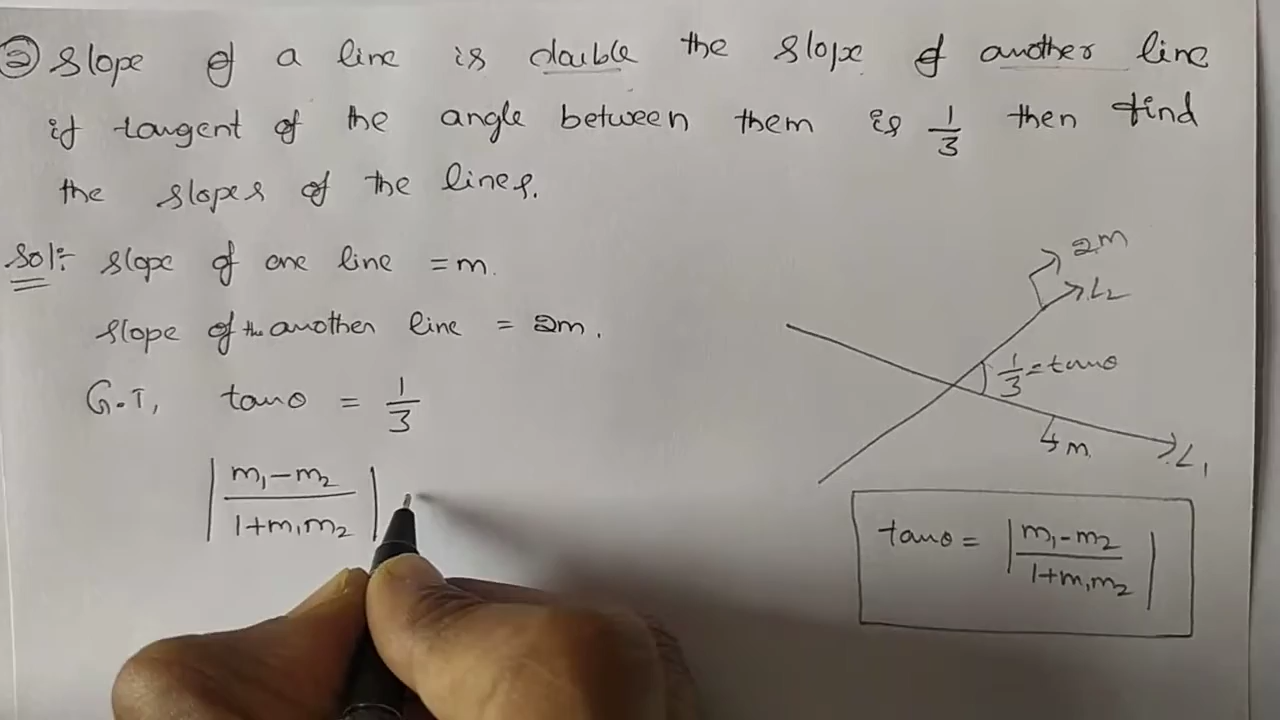 ② Slope of a line is double the slope of another line
if tangent of the angle between them is 1/3 then find
the slopes of the lines.
Sol:- slope of one line = m.
slope of the another line = 2m.
G.T, tanθ = 1/3
|m₁-m₂ / 1+m₁m₂|
2m
L₂
1/3 = tanθ
m
L₁
tanθ = |m₁-m₂ / 1+m₁m₂|